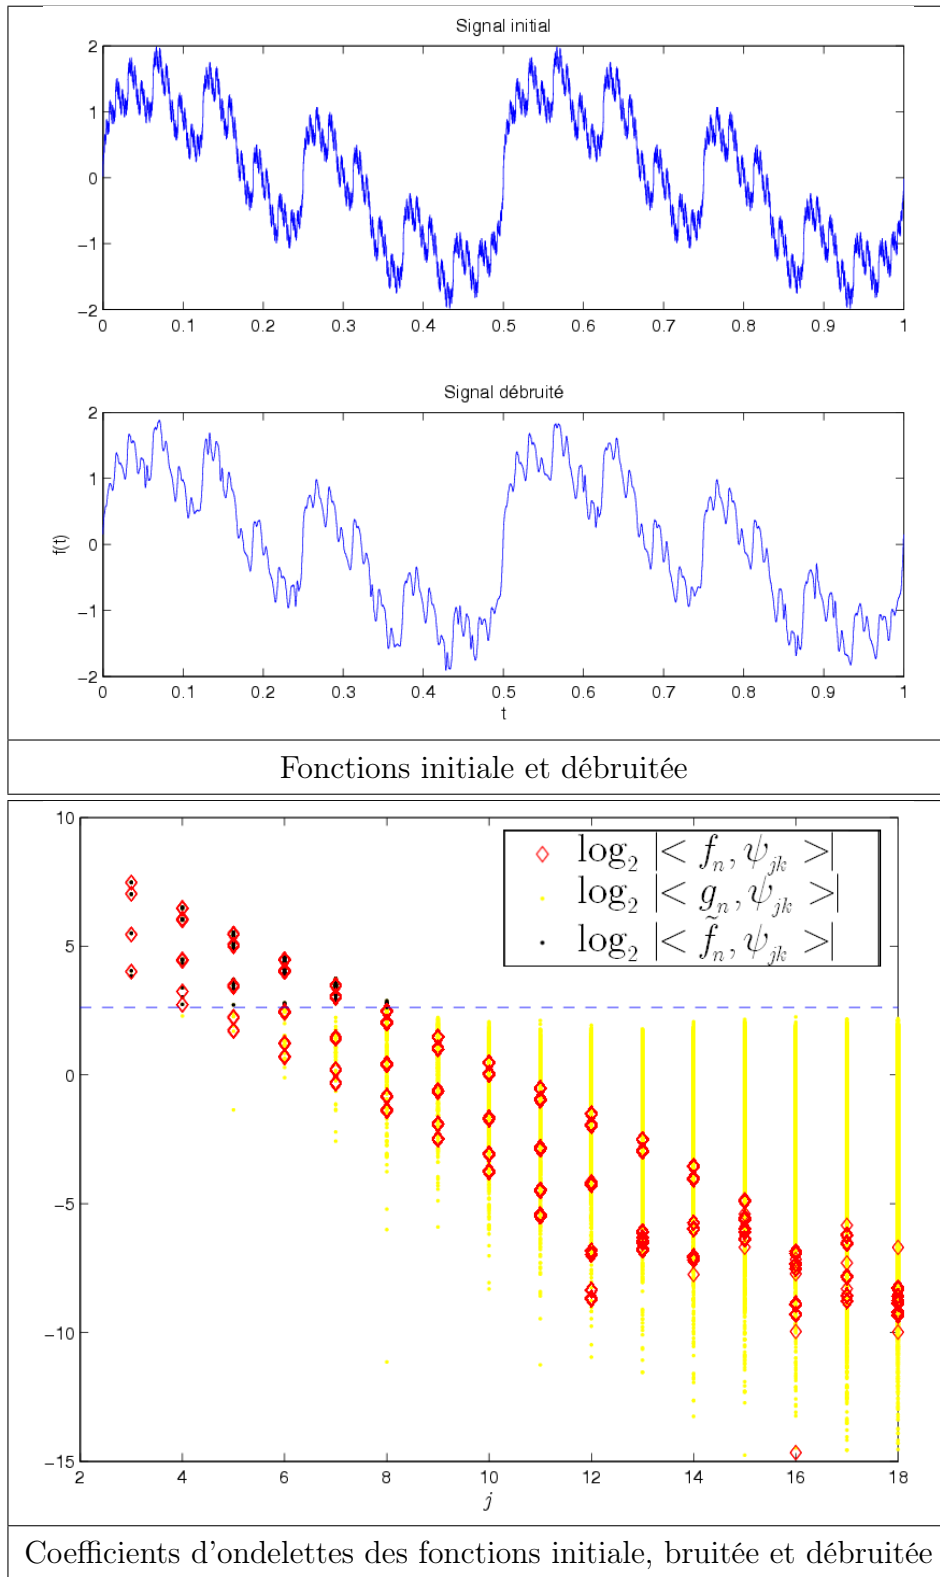 Signal initial
2
1
0
−1
−2
0 0.1 0.2 0.3 0.4 0.5 0.6 0.7 0.8 0.9 1
Signal débruité
2
1
0
−1
−2
f(t)
0 0.1 0.2 0.3 0.4 0.5 0.6 0.7 0.8 0.9 1
t
Fonctions initiale et débruitée
10
5
0
−5
−10
−15
log₂ |< fₙ, ψⱼₖ >|
log₂ |< gₙ, ψⱼₖ >|
log₂ |< f̃ₙ, ψⱼₖ >|
2 4 6 8 10 12 14 16 18
j
Coefficients d'ondelettes des fonctions initiale, bruitée et débruitée